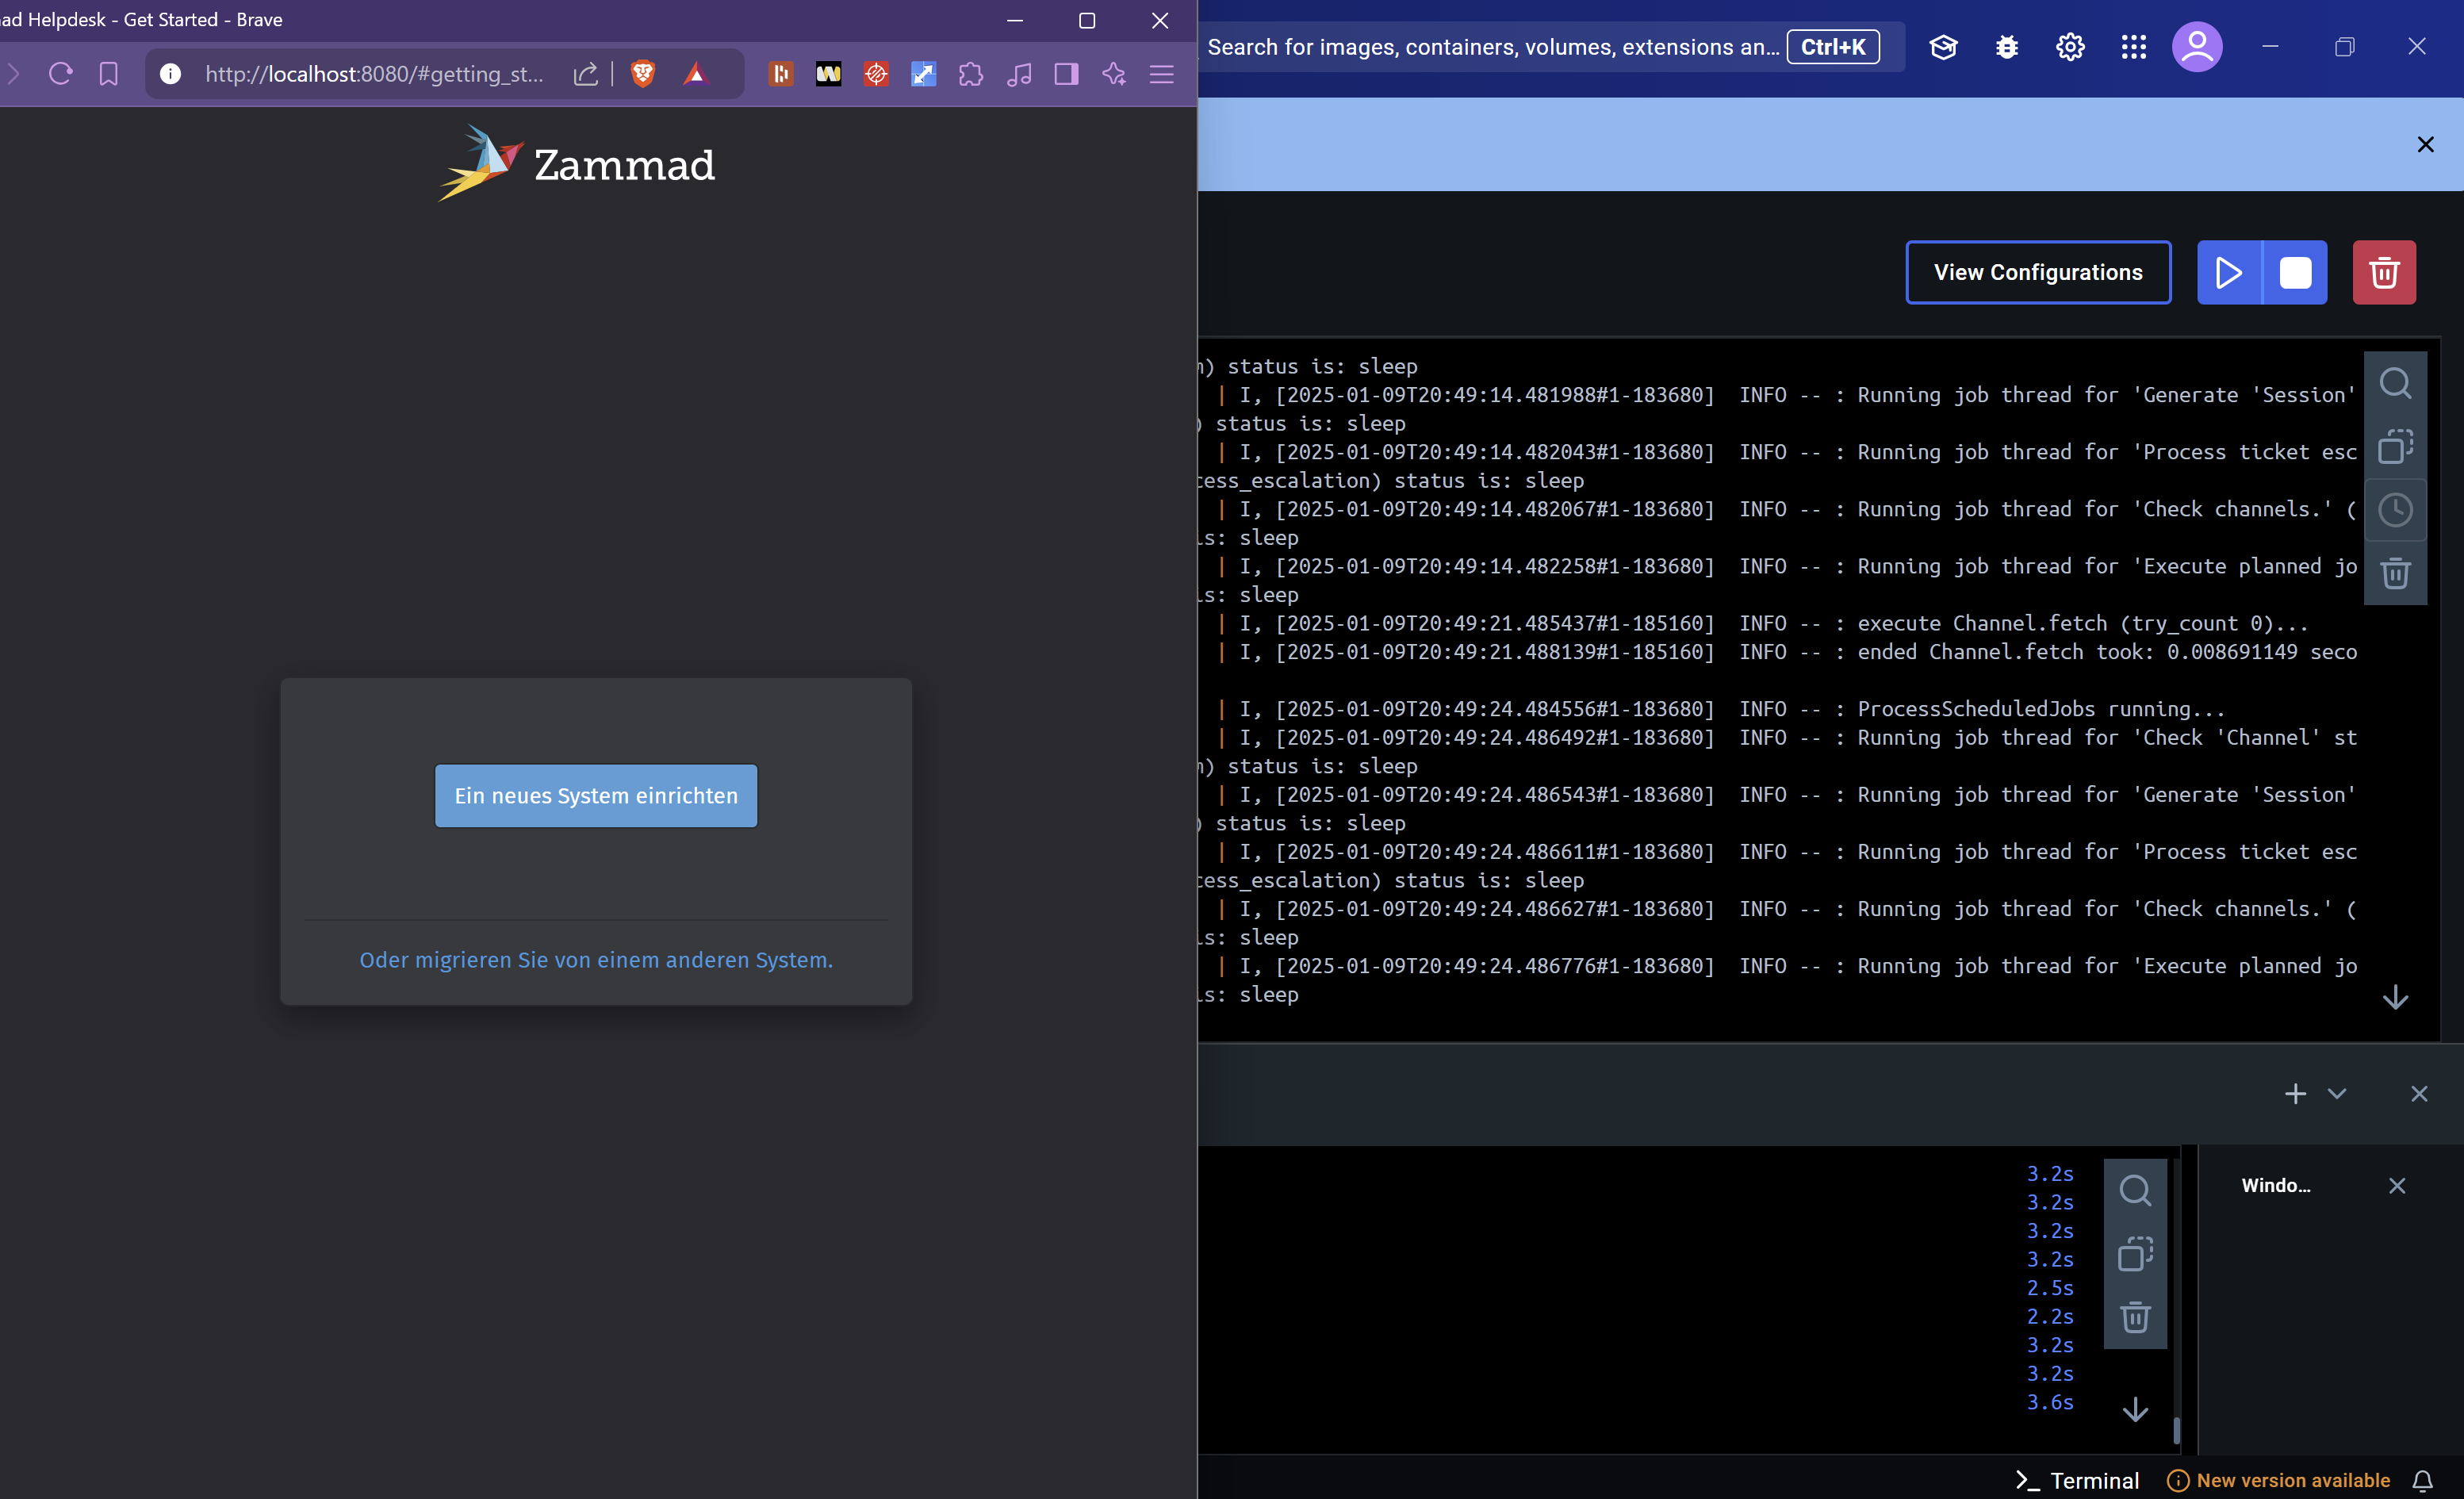 ad Helpdesk - Get Started - Brave
http://localhost:8080/#getting_st...
Zammad
Ein neues System einrichten
Oder migrieren Sie von einem anderen System.
Search for images, containers, volumes, extensions an... Ctrl+K
View Configurations
) status is: sleep
| I, [2025-01-09T20:49:14.481988#1-183680]  INFO -- : Running job thread for 'Generate 'Session'
) status is: sleep
| I, [2025-01-09T20:49:14.482043#1-183680]  INFO -- : Running job thread for 'Process ticket esc
cess_escalation) status is: sleep
| I, [2025-01-09T20:49:14.482067#1-183680]  INFO -- : Running job thread for 'Check channels.' (
is: sleep
| I, [2025-01-09T20:49:14.482258#1-183680]  INFO -- : Running job thread for 'Execute planned jo
is: sleep
| I, [2025-01-09T20:49:21.485437#1-185160]  INFO -- : execute Channel.fetch (try_count 0)...
| I, [2025-01-09T20:49:21.488139#1-185160]  INFO -- : ended Channel.fetch took: 0.008691149 seco
| I, [2025-01-09T20:49:24.484556#1-183680]  INFO -- : ProcessScheduledJobs running...
| I, [2025-01-09T20:49:24.486492#1-183680]  INFO -- : Running job thread for 'Check 'Channel' st
) status is: sleep
| I, [2025-01-09T20:49:24.486543#1-183680]  INFO -- : Running job thread for 'Generate 'Session'
) status is: sleep
| I, [2025-01-09T20:49:24.486611#1-183680]  INFO -- : Running job thread for 'Process ticket esc
cess_escalation) status is: sleep
| I, [2025-01-09T20:49:24.486627#1-183680]  INFO -- : Running job thread for 'Check channels.' (
is: sleep
| I, [2025-01-09T20:49:24.486776#1-183680]  INFO -- : Running job thread for 'Execute planned jo
is: sleep
3.2s
3.2s
3.2s
3.2s
2.5s
2.2s
3.2s
3.2s
3.6s
Windo...
Terminal
New version available